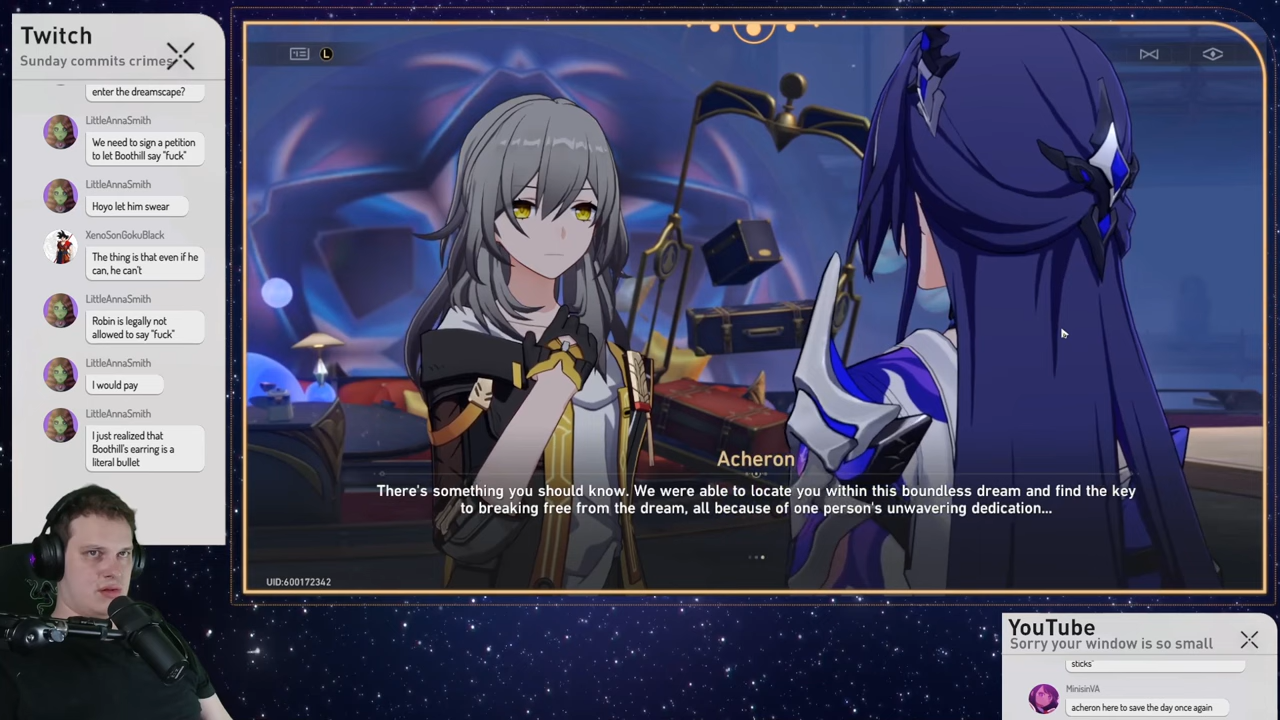 Twitch
Sunday commits crimes
enter the dreamscape?
LittleAnnaSmith
We need to sign a petition
to let Boothill say "fuck"
LittleAnnaSmith
Hoyo let him swear
XenoSonGokuBlack
The thing is that even if he
can, he can't
LittleAnnaSmith
Robin is legally not
allowed to say "fuck"
LittleAnnaSmith
I would pay
LittleAnnaSmith
I just realized that
Boothill's earring is a
literal bullet
L
Acheron
There's something you should know. We were able to locate you within this boundless dream and find the key
to breaking free from the dream, all because of one person's unwavering dedication...
UID:600172342
YouTube
Sorry your window is so small
sticks'
MinisinVA
acheron here to save the day once again